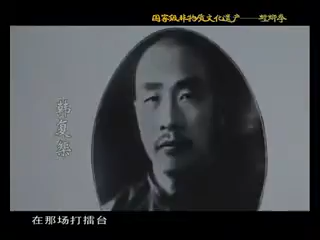 国家级非物质文化遗产——螳螂拳
韩复榘
在那场打擂台